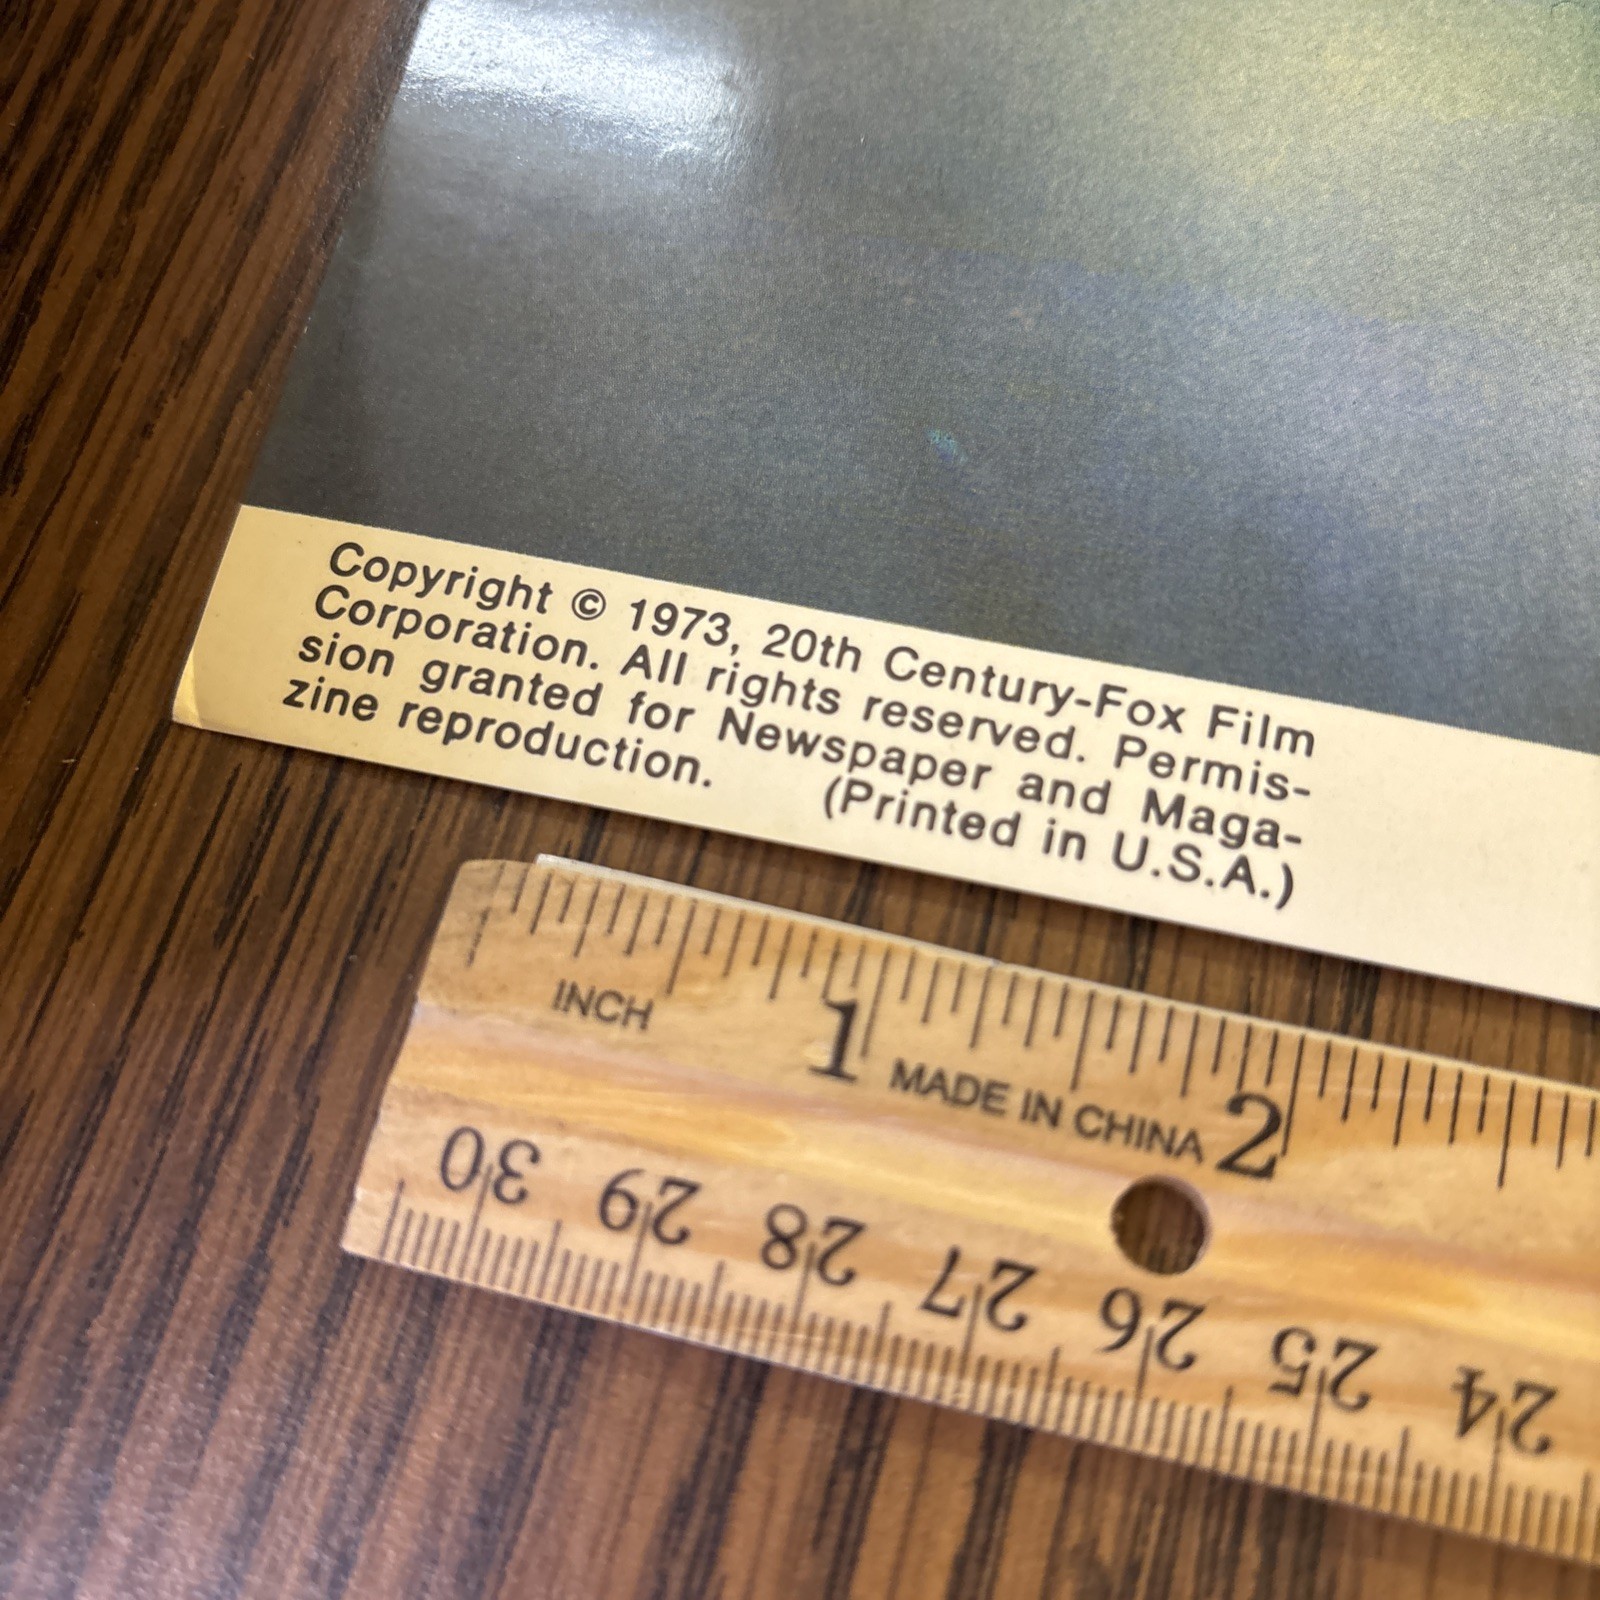 Copyright © 1973, 20th Century-Fox Film
Corporation. All rights reserved. Permis-
sion granted for Newspaper and Maga-
zine reproduction. (Printed in U.S.A.)
INCH 1 MADE IN CHINA 2
30 29 28 27 26 25 24